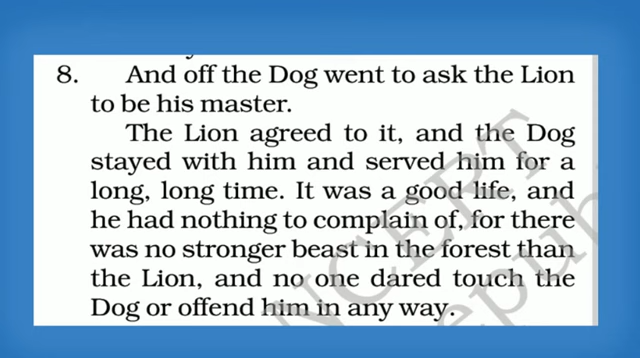 8. And off the Dog went to ask the Lion
to be his master.
The Lion agreed to it, and the Dog
stayed with him and served him for a
long, long time. It was a good life, and
he had nothing to complain of, for there
was no stronger beast in the forest than
the Lion, and no one dared touch the
Dog or offend him in any way.
NCERT
republ